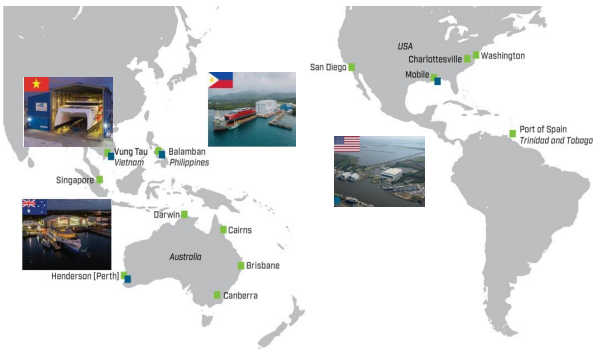 USA
Charlottesville
Washington
San Diego
Mobile
Port of Spain
Trinidad and Tobago
Vung Tau
Vietnam
Balamban
Philippines
Singapore
Darwin
Cairns
Australia
Brisbane
Henderson (Perth)
Canberra